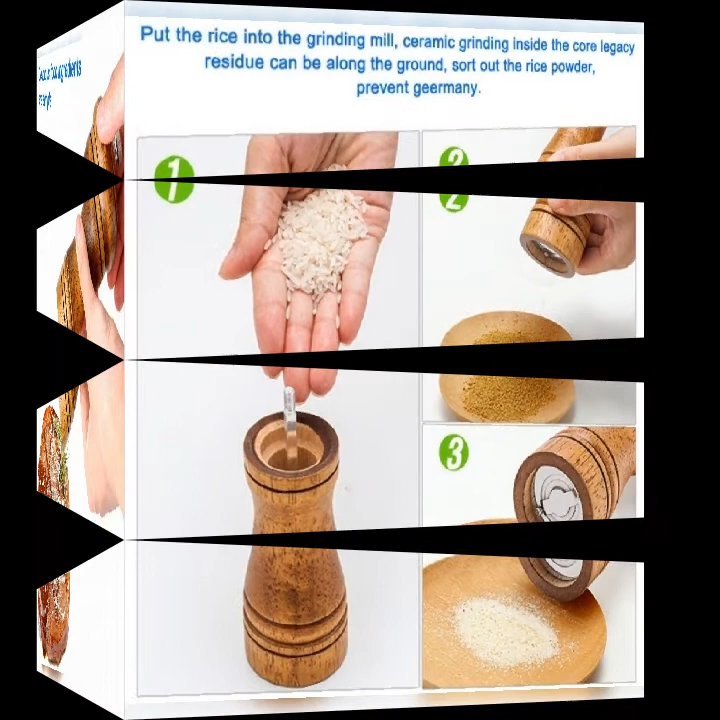 Put the rice into the grinding mill, ceramic grinding inside the core legacy
residue can be along the ground, sort out the rice powder,
prevent geermany.
1
2
3